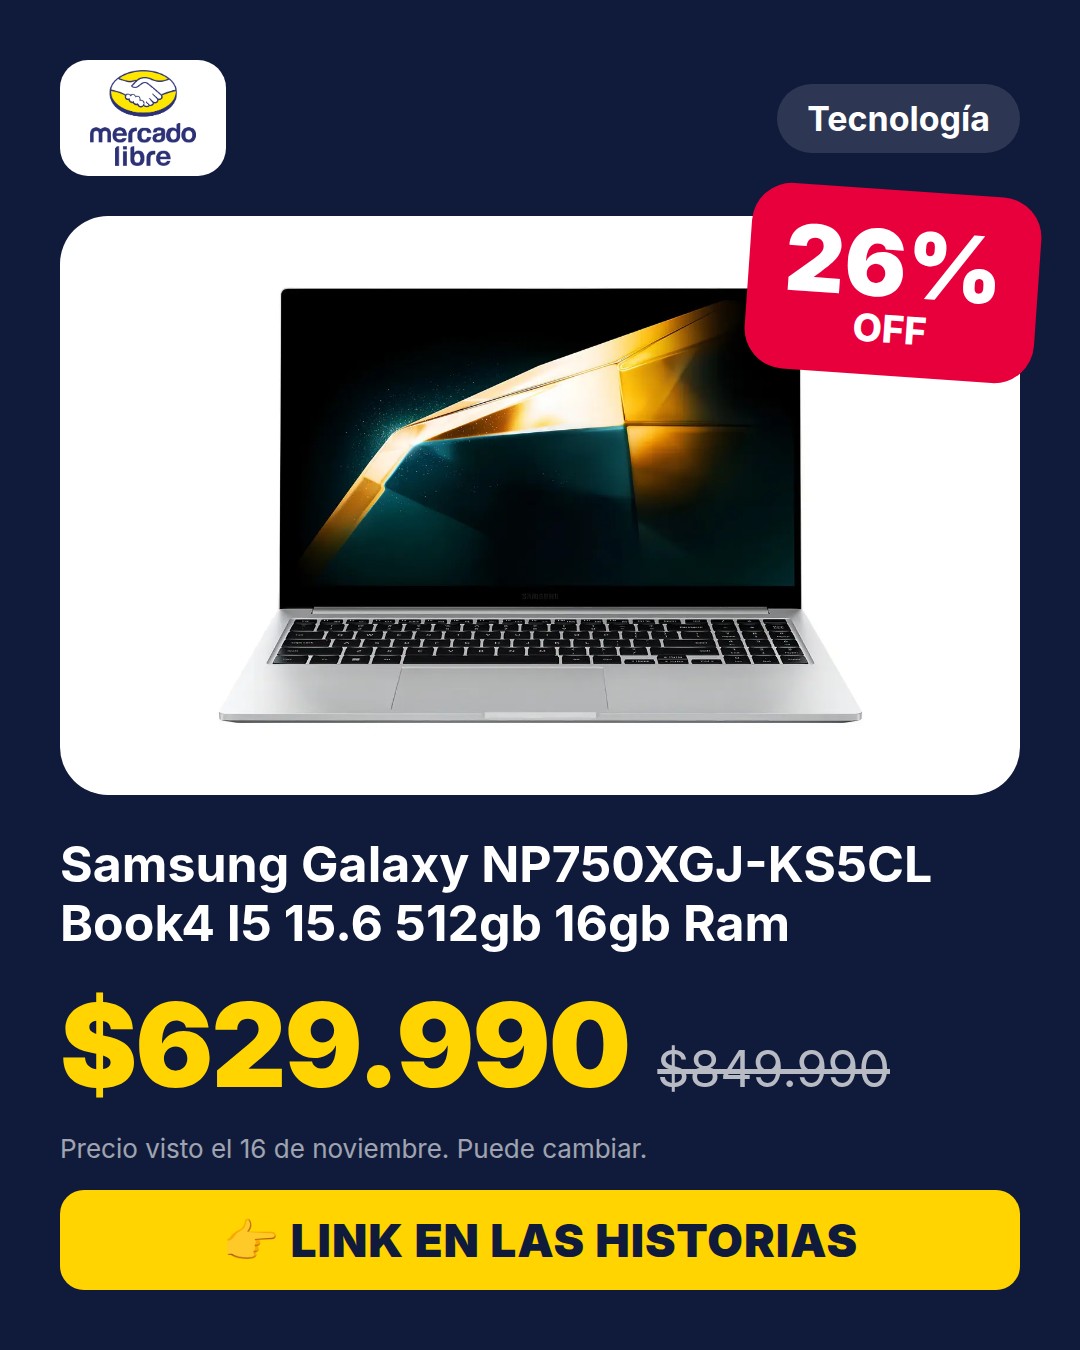 mercado
libre
Tecnología
26%
OFF
SAMSUNG
Samsung Galaxy NP750XGJ-KS5CL
Book4 I5 15.6 512gb 16gb Ram
$629.990 $849.990
Precio visto el 16 de noviembre. Puede cambiar.
👉 LINK EN LAS HISTORIAS